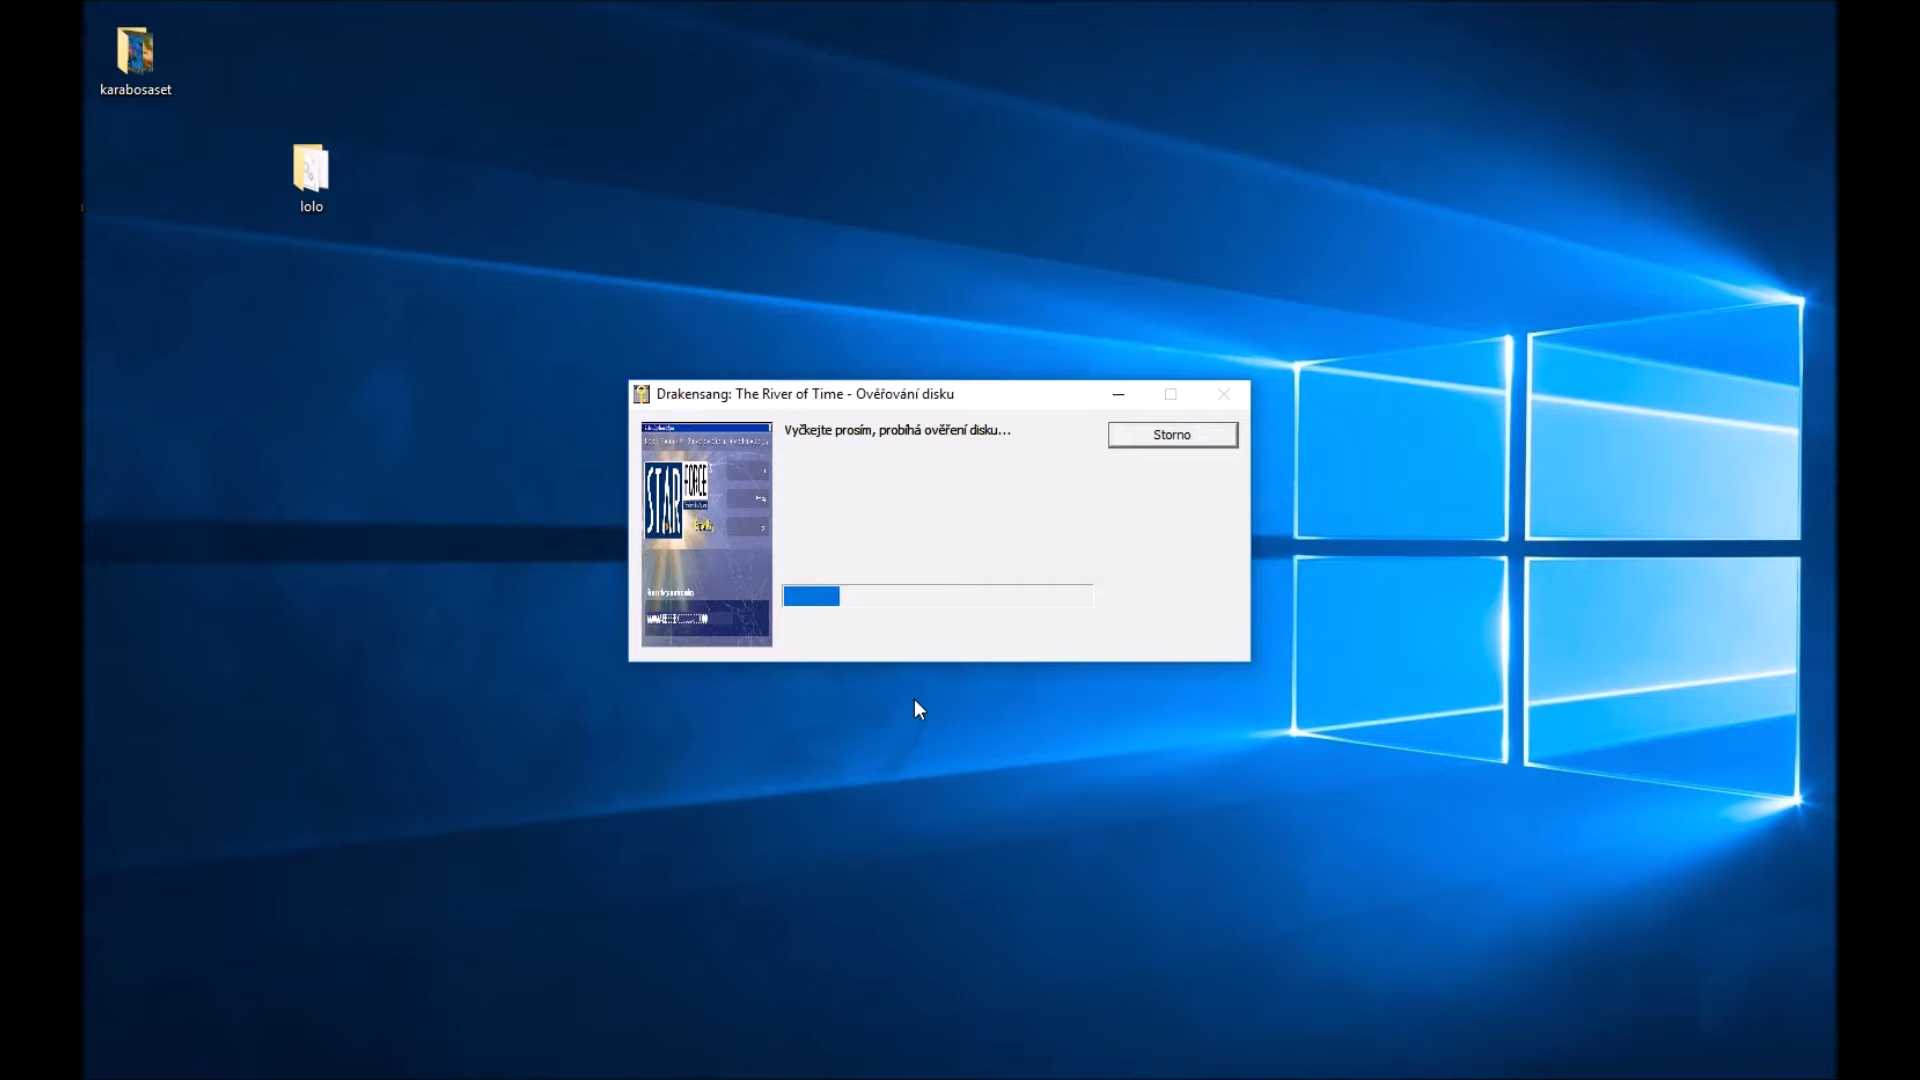 karabosaset
lolo
Drakensang: The River of Time - Ověřování disku
Vyčkejte prosím, probíhá ověření disku...
Storno
STAR
FORCE